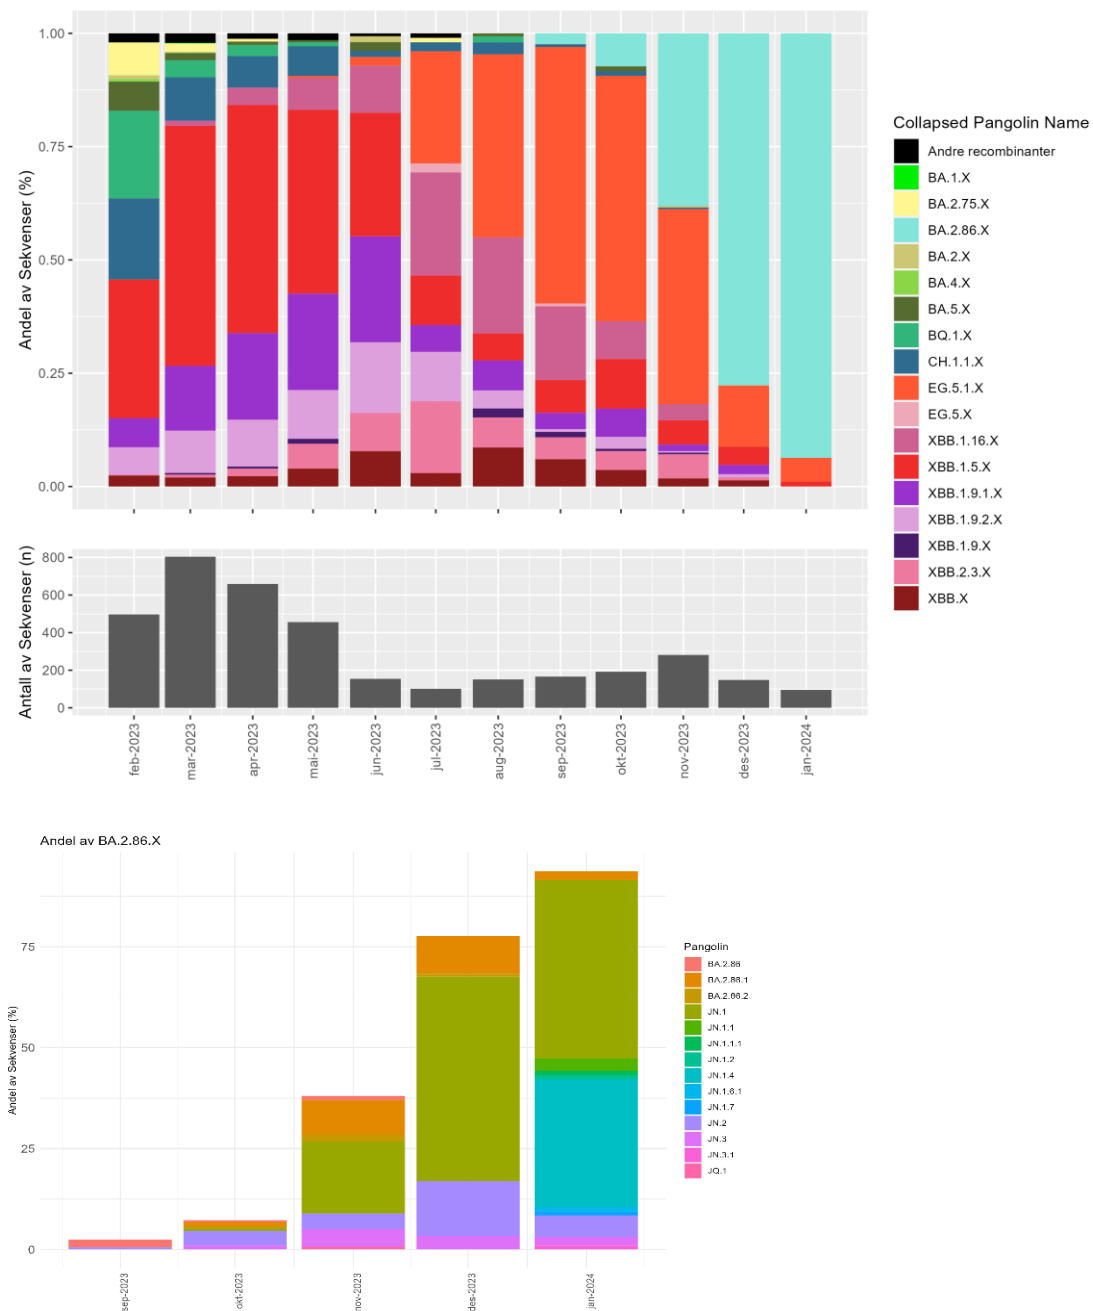 Andel av Sekvenser (%)
1.00
0.75
0.50
0.25
0.00
Collapsed Pangolin Name
Andre recombinanter
BA.1.X
BA.2.75.X
BA.2.86.X
BA.2.X
BA.4.X
BA.5.X
BQ.1.X
CH.1.1.X
EG.5.1.X
EG.5.X
XBB.1.16.X
XBB.1.5.X
XBB.1.9.1.X
XBB.1.9.2.X
XBB.1.9.X
XBB.2.3.X
XBB.X
Antall av Sekvenser (n)
800
600
400
200
0
feb-2023
mar-2023
apr-2023
mai-2023
jun-2023
jul-2023
aug-2023
sep-2023
okt-2023
nov-2023
des-2023
jan-2024
Andel av BA.2.86.X
Andel av Sekvenser (%)
75
50
25
0
sep-2023
okt-2023
nov-2023
des-2023
jan-2024
Pangolin
BA.2.86
BA.2.86.1
BA.2.86.2
JN.1
JN.1.1
JN.1.1.1
JN.1.2
JN.1.4
JN.1.6.1
JN.1.7
JN.2
JN.3
JN.3.1
JQ.1